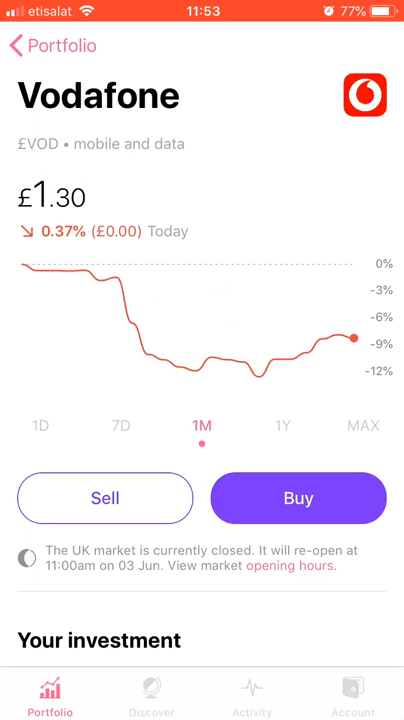 etisalat 11:53 77%
Portfolio
Vodafone
£VOD • mobile and data
£1.30
0.37% (£0.00) Today
0%
-3%
-6%
-9%
-12%
1D 7D 1M 1Y MAX
Sell Buy
The UK market is currently closed. It will re-open at
11:00am on 03 Jun. View market opening hours.
Your investment
Portfolio Discover Activity Account